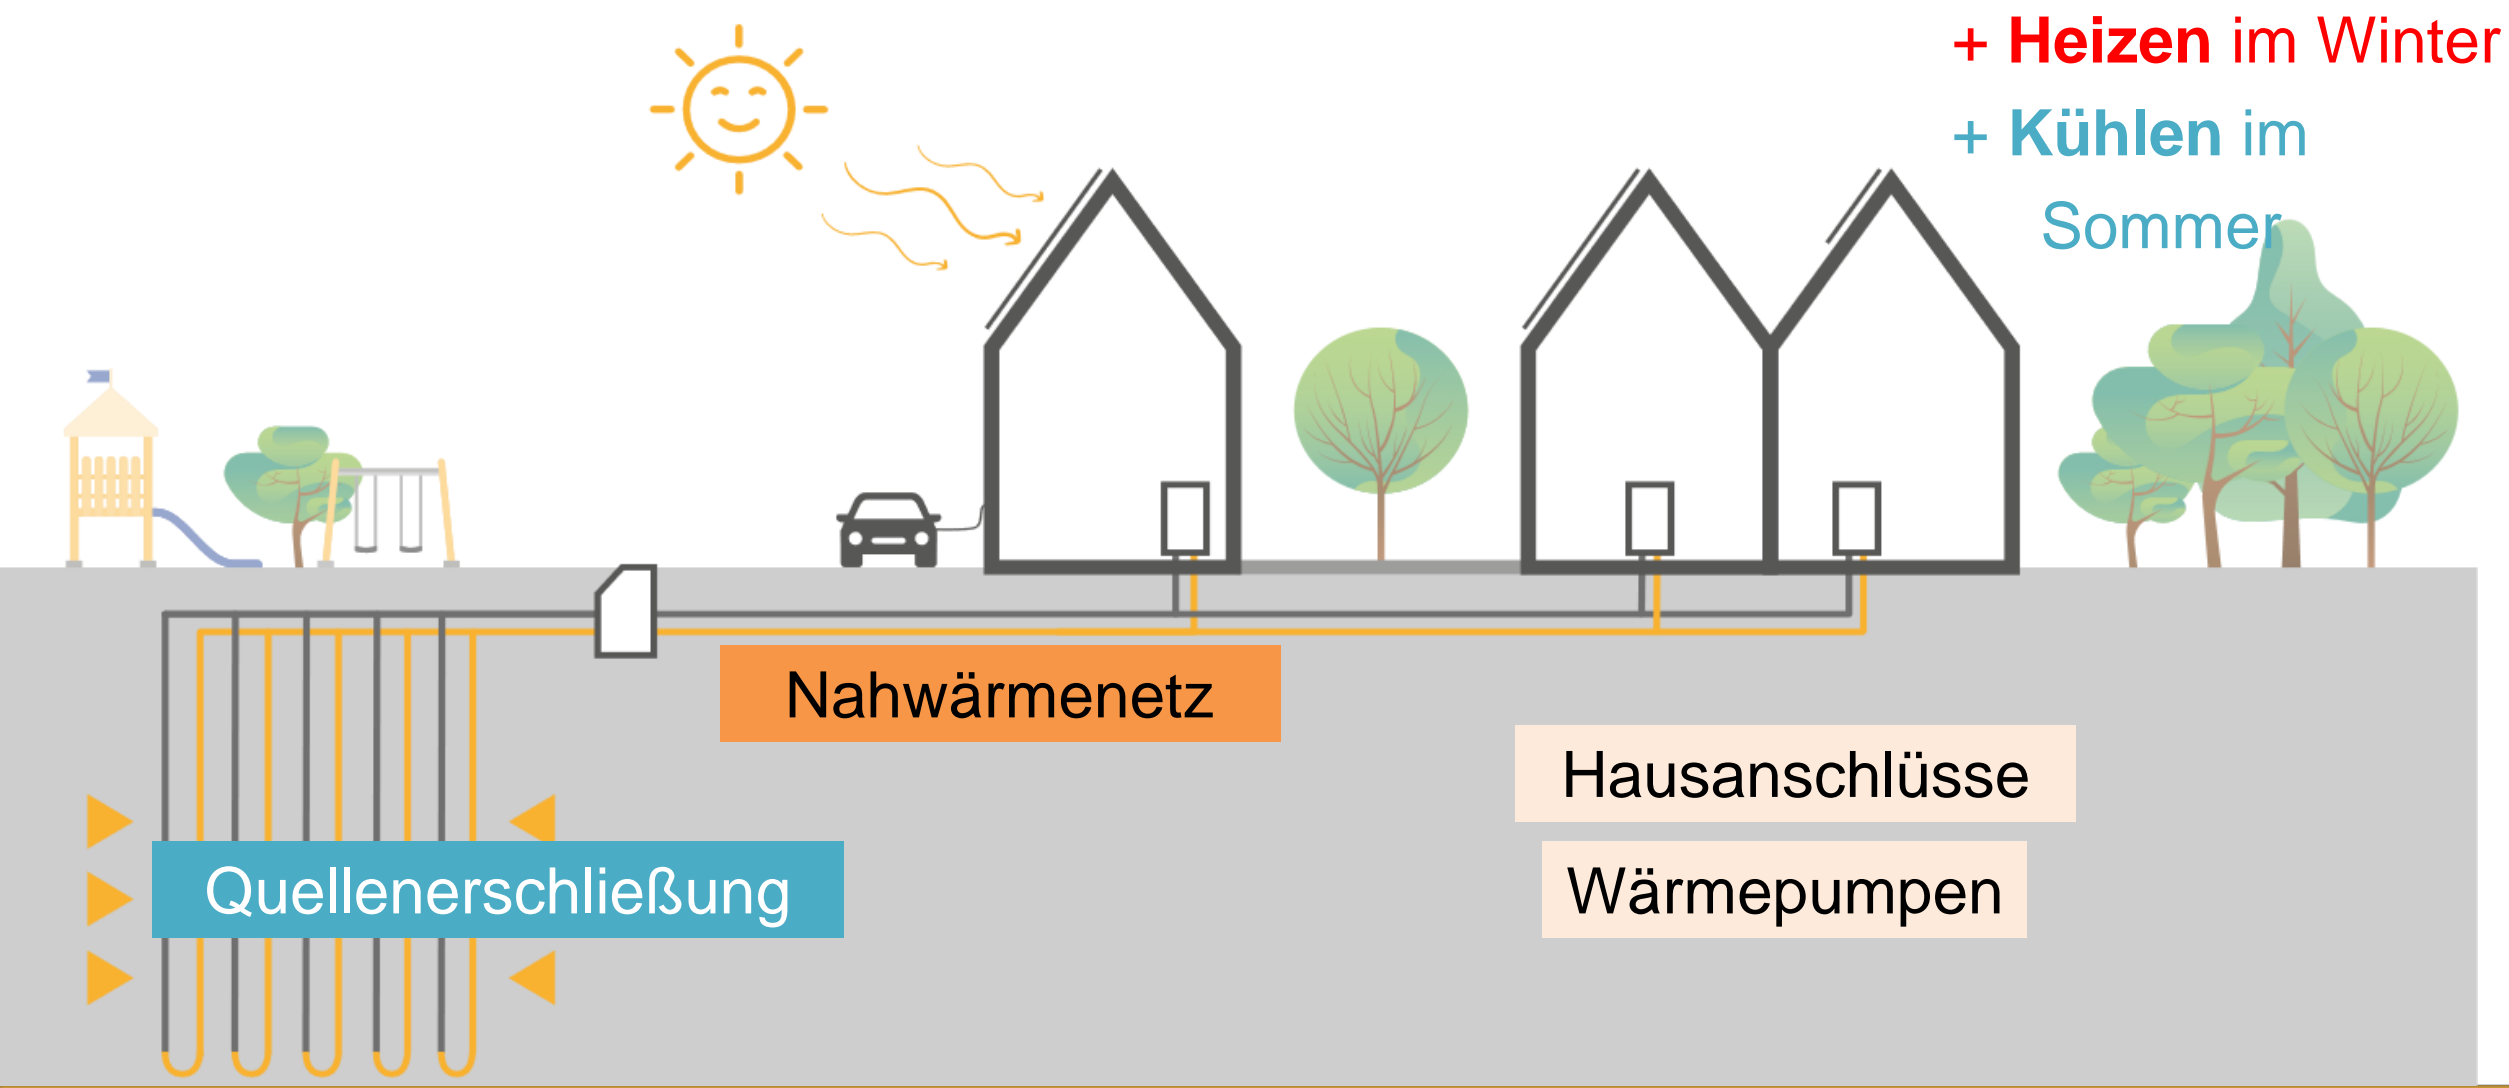 + Heizen im Winter
+ Kühlen im
Sommer
Nahwärmenetz
Hausanschlüsse
Quellenerschließung
Wärmepumpen